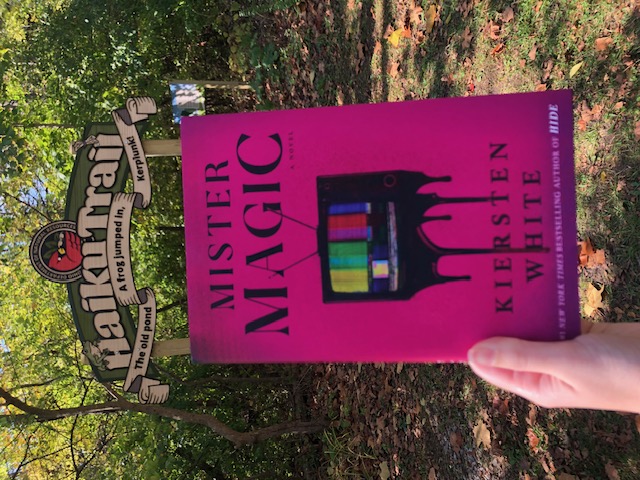 Haiku Trail
The old pond
A frog jumped in,
Kerplunk!
MISTER
MAGIC
A NOVEL
KIERSTEN
WHITE
#1 NEW YORK TIMES BESTSELLING AUTHOR OF HIDE